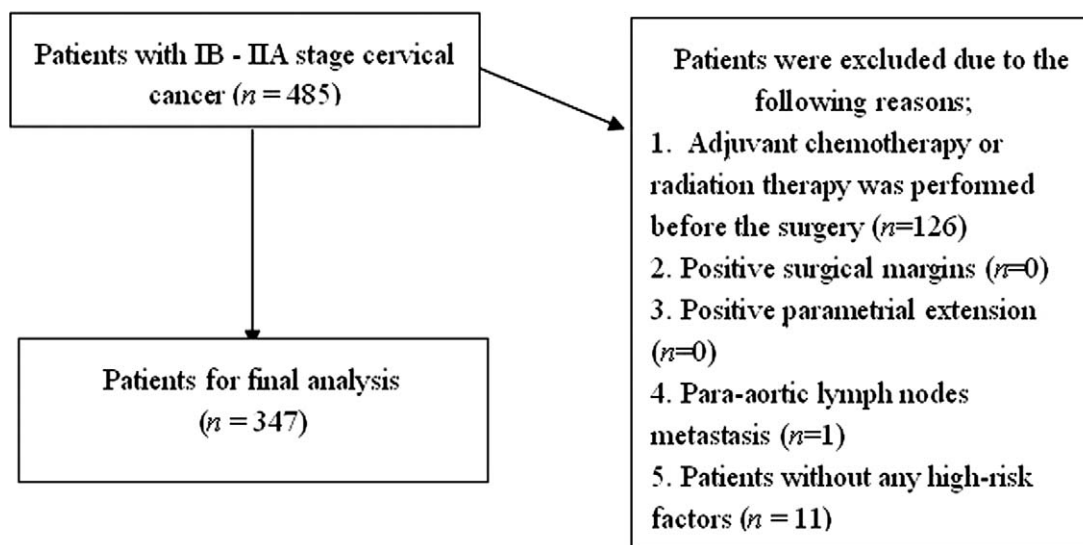 Patients with IB - IIA stage cervical
cancer (n = 485)
Patients were excluded due to the
following reasons;
1. Adjuvant chemotherapy or
radiation therapy was performed
before the surgery (n=126)
2. Positive surgical margins (n=0)
3. Positive parametrial extension
(n=0)
4. Para-aortic lymph nodes
metastasis (n=1)
5. Patients without any high-risk
factors (n = 11)
Patients for final analysis
(n = 347)